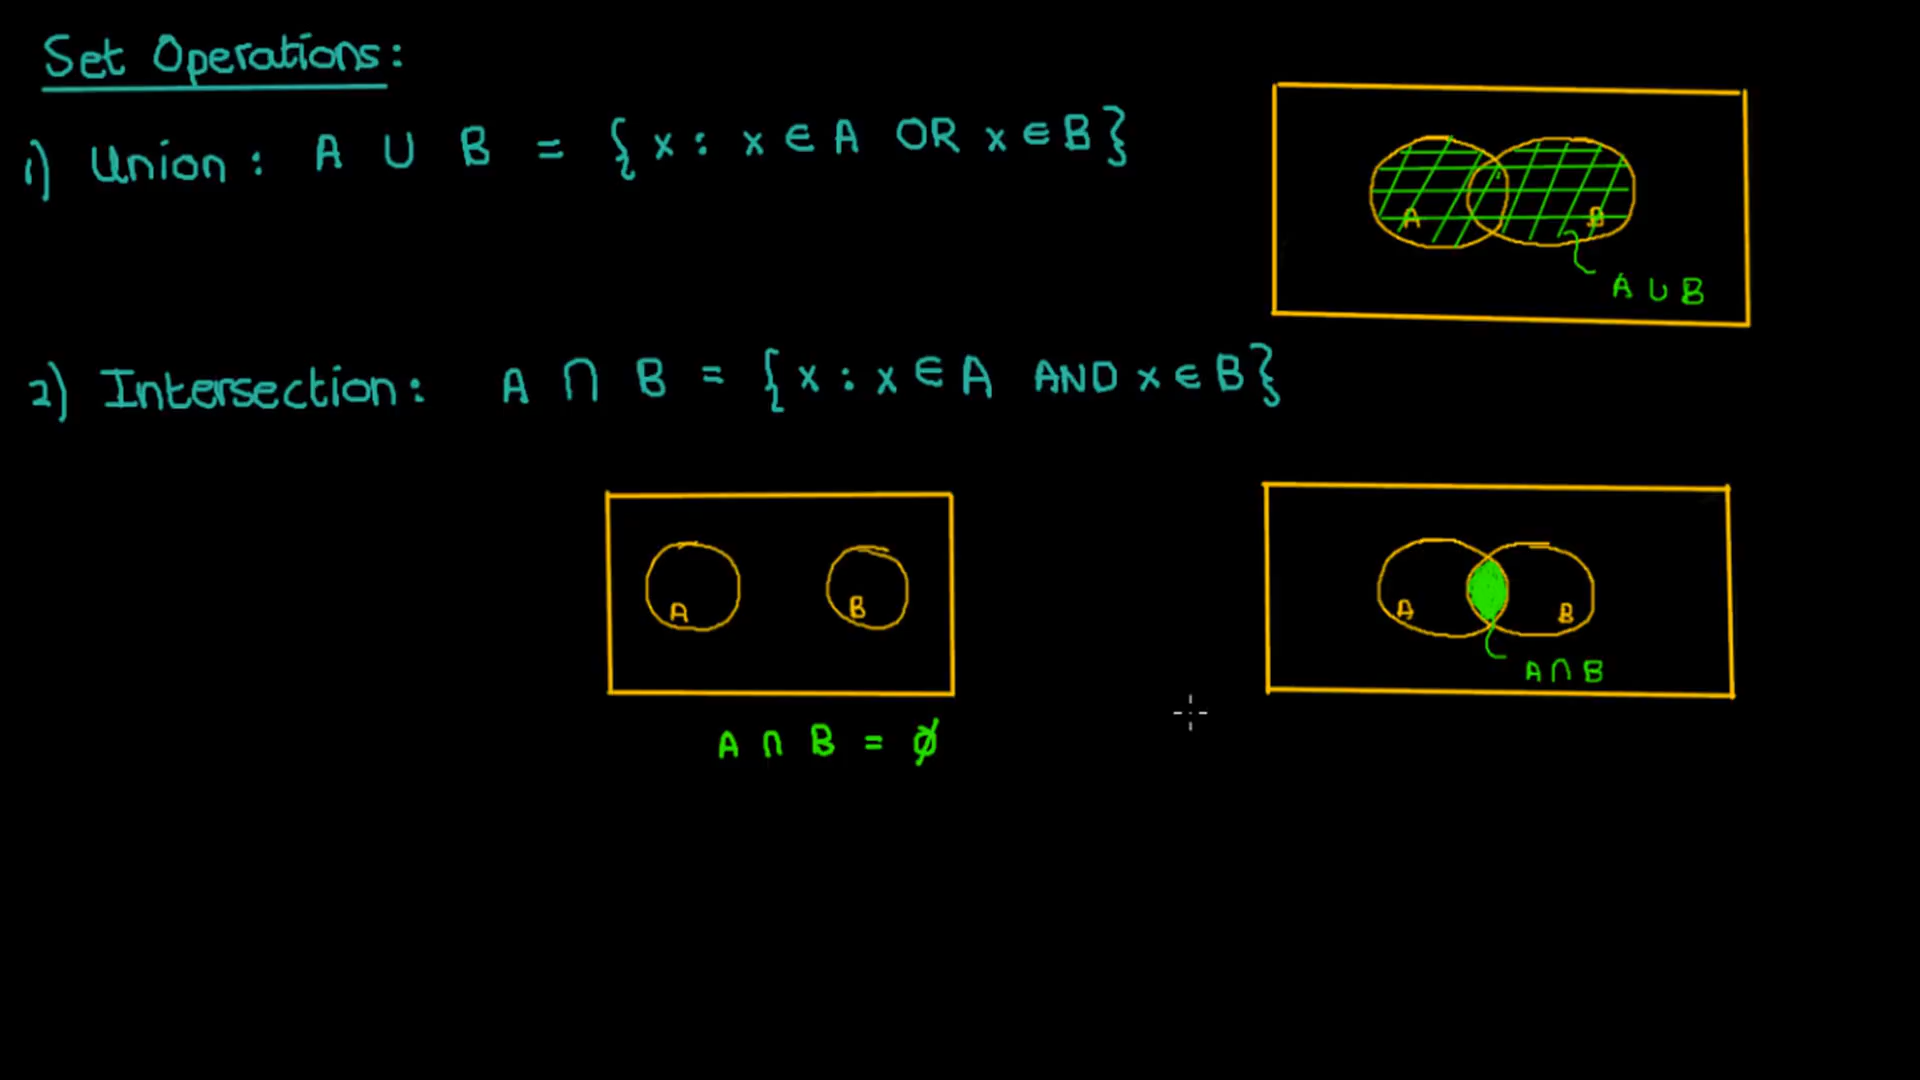 Set Operations:
1) Union: A ∪ B = {x : x ∈ A OR x ∈ B}
A B
A ∪ B
2) Intersection: A ∩ B = {x : x ∈ A AND x ∈ B}
A B
A ∩ B = ∅
A B
A ∩ B